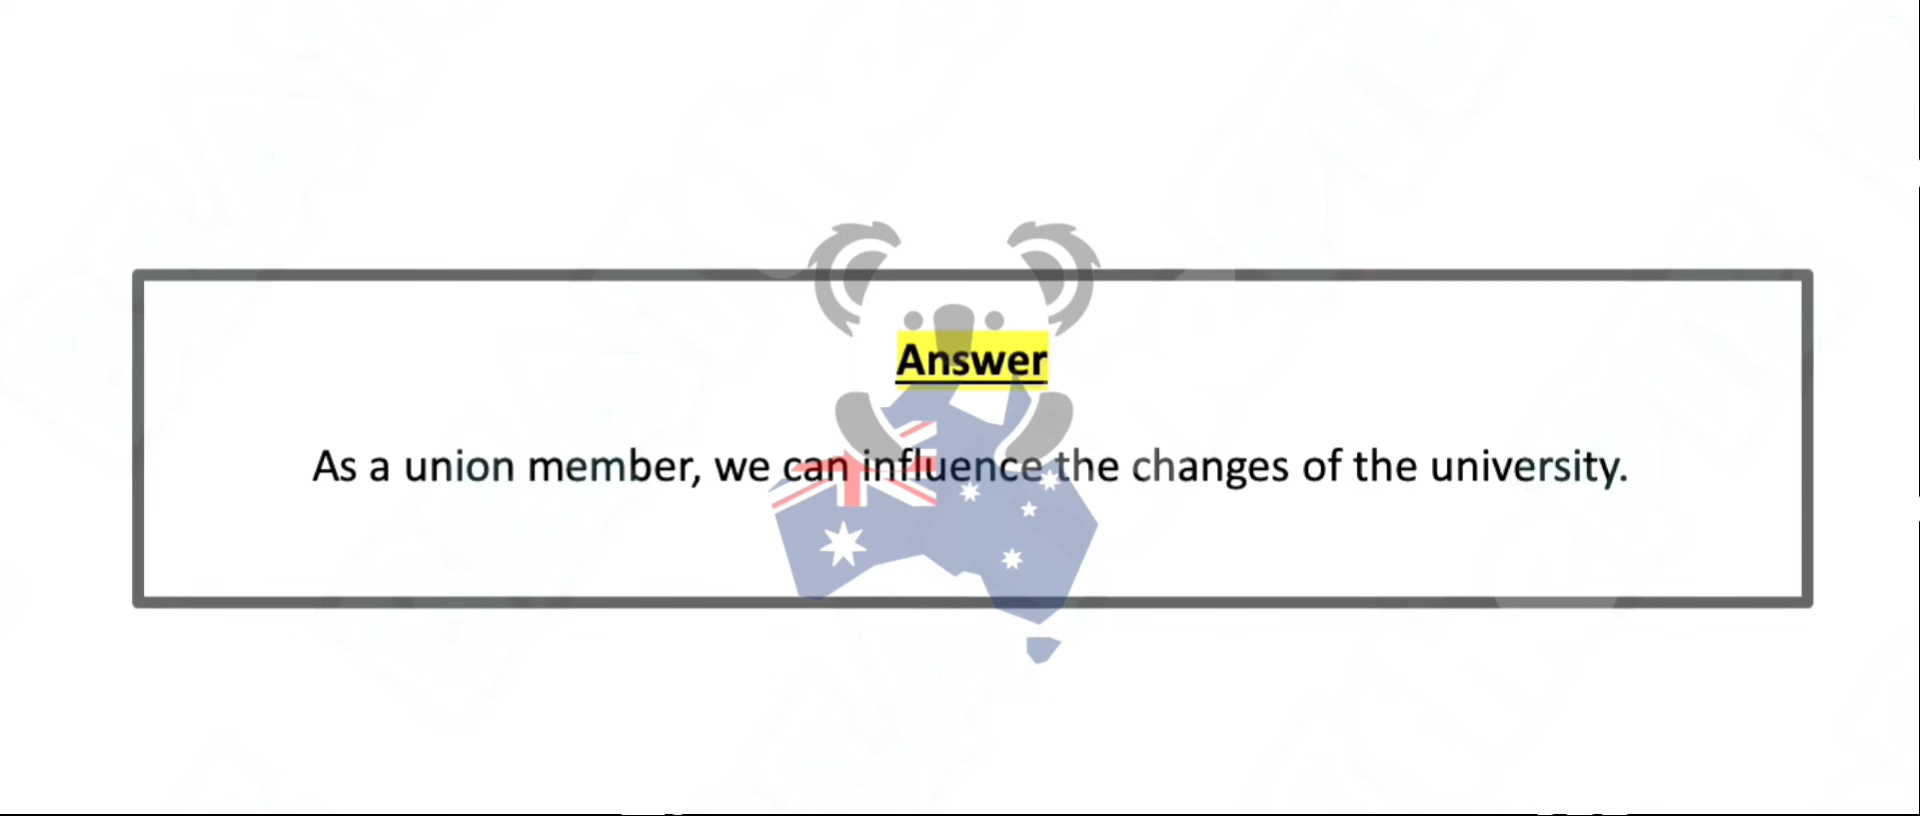 Answer
As a union member, we can influence the changes of the university.